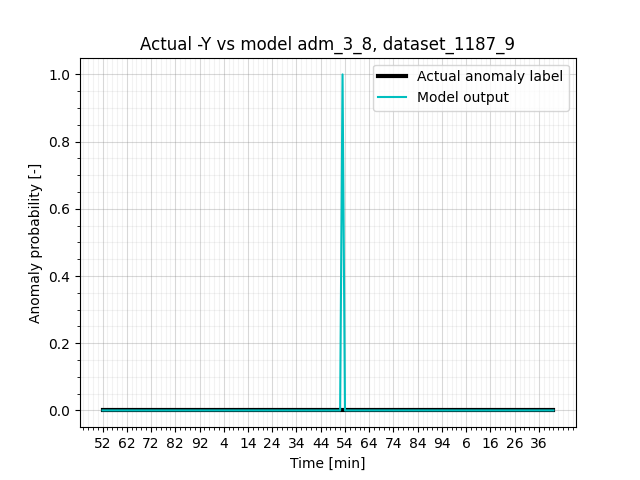 Actual -Y vs model adm_3_8, dataset_1187_9
Actual anomaly label
Model output
1.0
0.8
0.6
0.4
0.2
0.0
Anomaly probability [-]
52 62 72 82 92 4 14 24 34 44 54 64 74 84 94 6 16 26 36
Time [min]